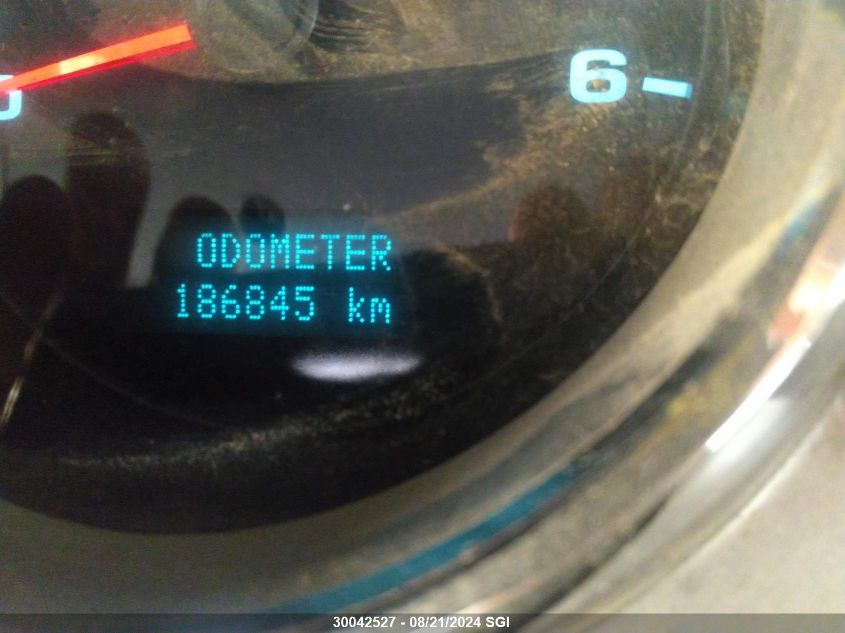 6
ODOMETER
186845 km
30042527 - 08/21/2024 SGI